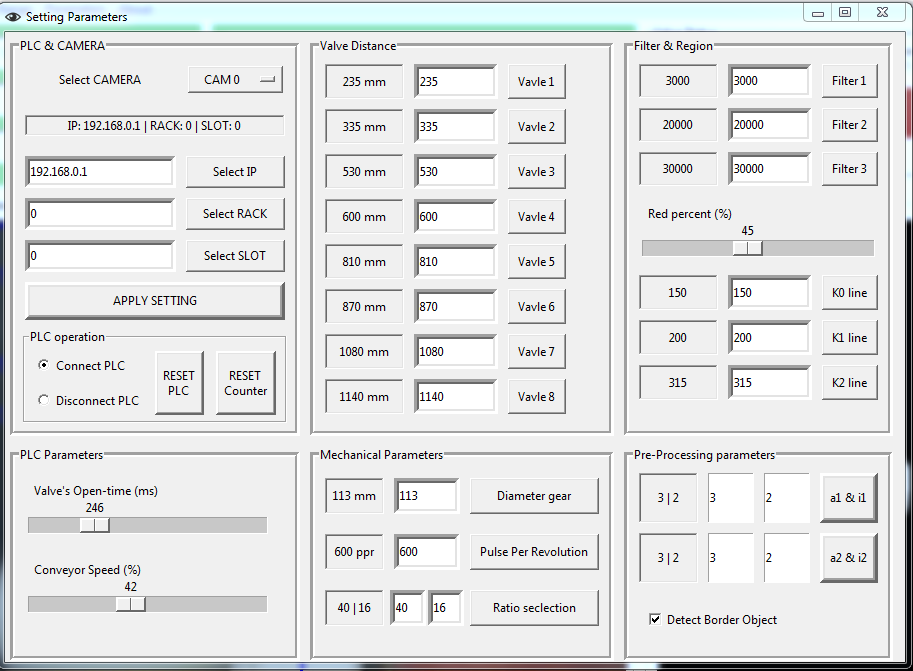 Setting Parameters
PLC & CAMERA
Select CAMERA CAM 0
IP: 192.168.0.1 | RACK: 0 | SLOT: 0
192.168.0.1 Select IP
0 Select RACK
0 Select SLOT
APPLY SETTING
PLC operation
Connect PLC
Disconnect PLC
RESET
PLC
RESET
Counter
Valve Distance
235 mm 235 Vavle 1
335 mm 335 Vavle 2
530 mm 530 Vavle 3
600 mm 600 Vavle 4
810 mm 810 Vavle 5
870 mm 870 Vavle 6
1080 mm 1080 Vavle 7
1140 mm 1140 Vavle 8
Filter & Region
3000 3000 Filter 1
20000 20000 Filter 2
30000 30000 Filter 3
Red percent (%)
45
150 150 K0 line
200 200 K1 line
315 315 K2 line
PLC Parameters
Valve's Open-time (ms)
246
Conveyor Speed (%)
42
Mechanical Parameters
113 mm 113 Diameter gear
600 ppr 600 Pulse Per Revolution
40 | 16 40 16 Ratio seclection
Pre-Processing parameters
3 | 2 3 2 a1 & i1
3 | 2 3 2 a2 & i2
Detect Border Object